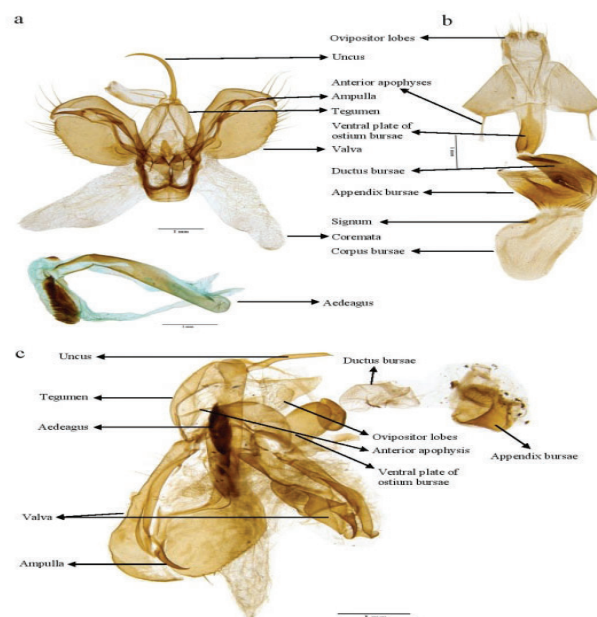 a
Uncus
Ampulla
Tegumen
Valva
1 mm
Coremata
Aedeagus
b
Ovipositor lobes
Anterior apophyses
Ventral plate of
ostium bursae
Ductus bursae
Appendix bursae
Signum
Corpus bursae
c
Uncus
Tegumen
Aedeagus
Valva
Ampulla
Ductus bursae
Ovipositor lobes
Anterior apophysis
Ventral plate of
ostium bursae
Appendix bursae